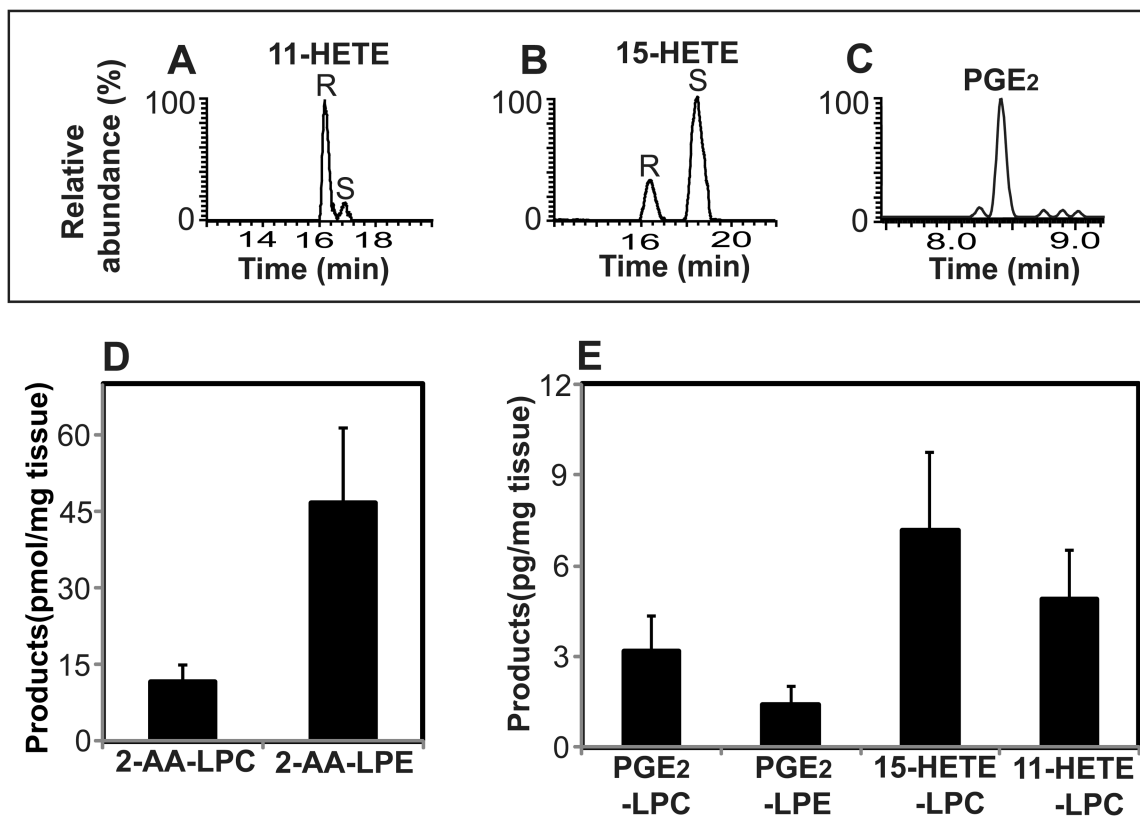 A
11-HETE
R
S
100
0
14 16 18
Time (min)
Relative
abundance (%)
B
15-HETE
R
S
100
0
16 20
Time (min)
C
PGE2
100
0
8.0 9.0
Time (min)
D
Products(pmol/mg tissue)
60
45
30
15
0
2-AA-LPC 2-AA-LPE
E
Products(pg/mg tissue)
12
9
6
3
0
PGE2 PGE2 15-HETE 11-HETE
-LPC -LPE -LPC -LPC